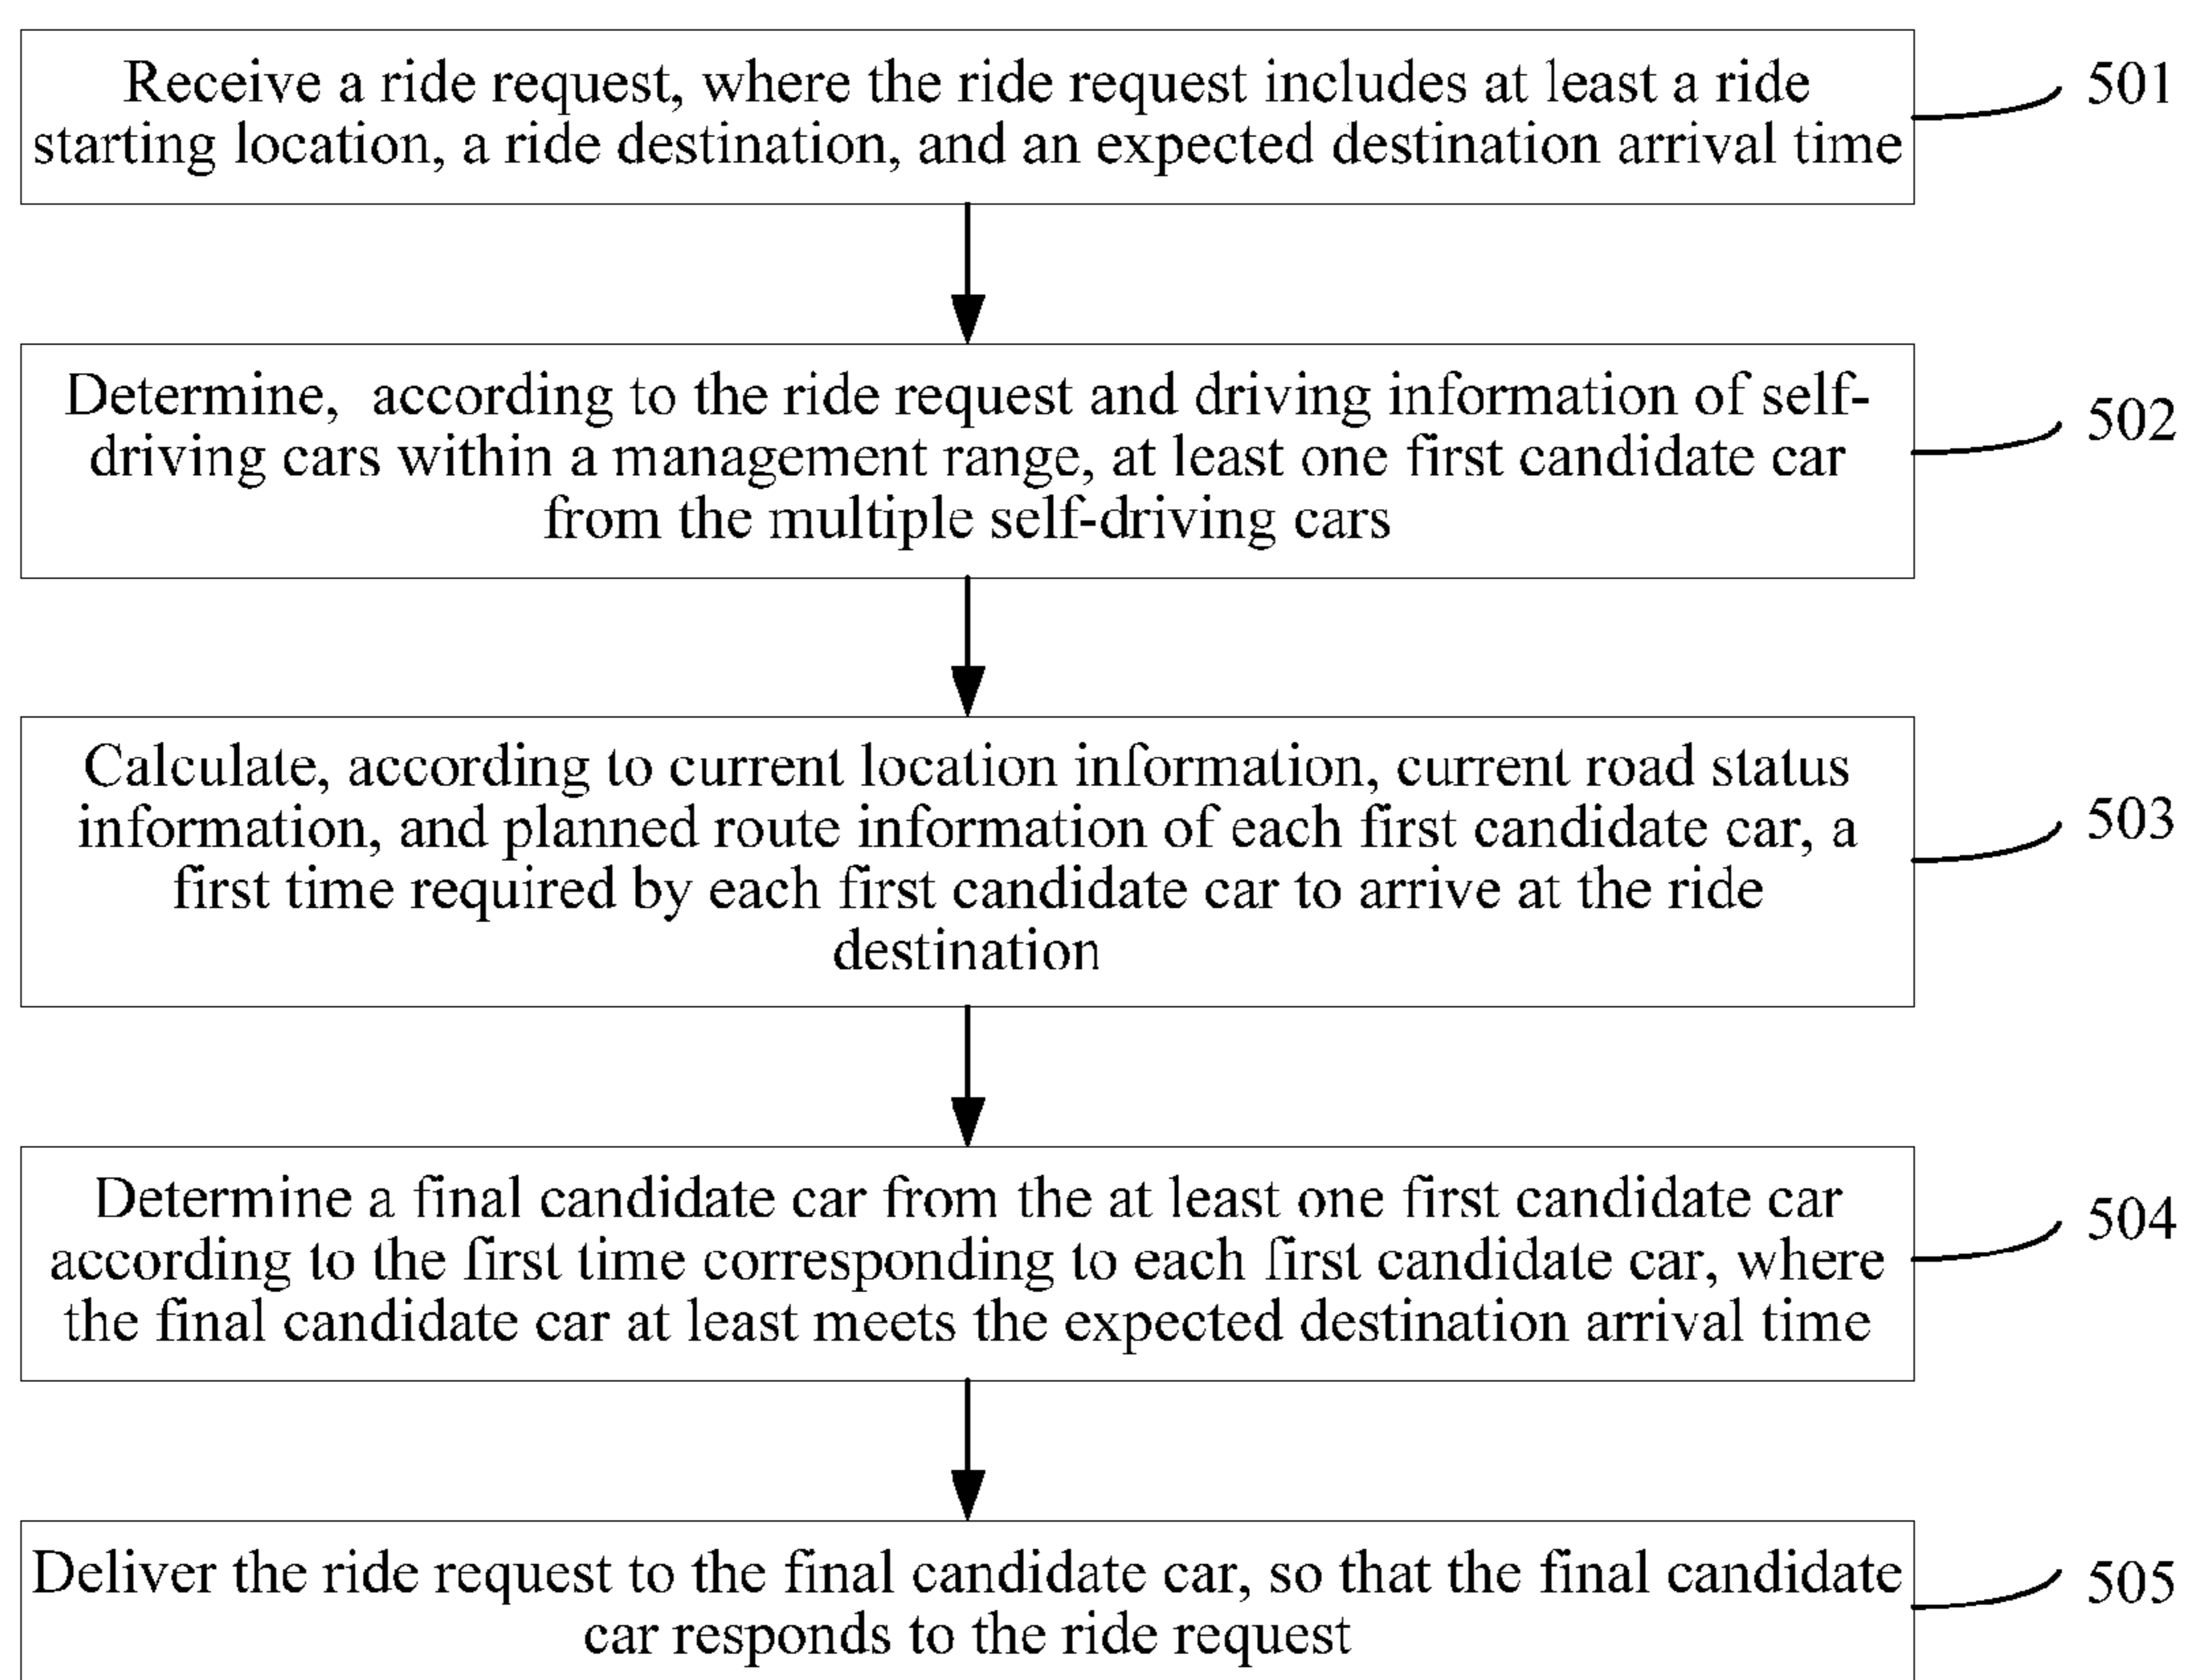 Receive a ride request, where the ride request includes at least a ride
starting location, a ride destination, and an expected destination arrival time
501
Determine, according to the ride request and driving information of self-
driving cars within a management range, at least one first candidate car
from the multiple self-driving cars
502
Calculate, according to current location information, current road status
information, and planned route information of each first candidate car, a
first time required by each first candidate car to arrive at the ride
destination
503
Determine a final candidate car from the at least one first candidate car
according to the first time corresponding to each first candidate car, where
the final candidate car at least meets the expected destination arrival time
504
Deliver the ride request to the final candidate car, so that the final candidate
car responds to the ride request
505